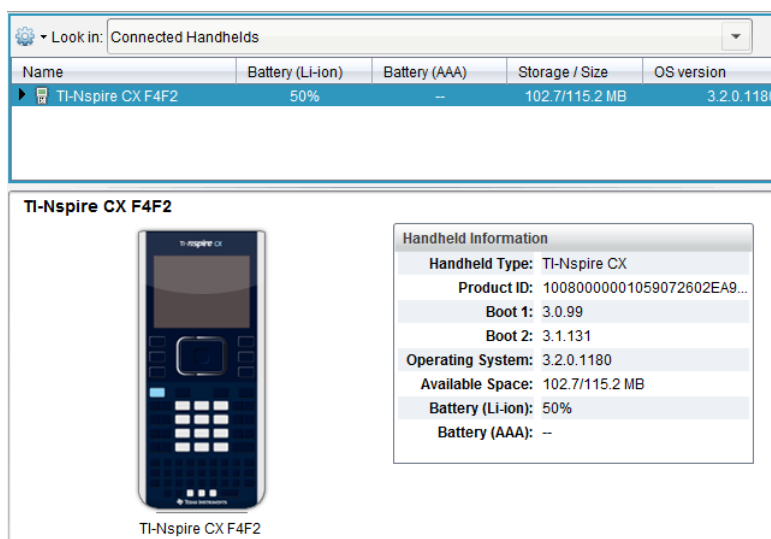 Look in: Connected Handhelds
Name Battery (Li-ion) Battery (AAA) Storage / Size OS version
TI-Nspire CX F4F2 50% -- 102.7/115.2 MB 3.2.0.1180
TI-Nspire CX F4F2
TI-nspire CX
Handheld Information
Handheld Type: TI-Nspire CX
Product ID: 10080000001059072602EA9...
Boot 1: 3.0.99
Boot 2: 3.1.131
Operating System: 3.2.0.1180
Available Space: 102.7/115.2 MB
Battery (Li-ion): 50%
Battery (AAA): --
Texas Instruments
TI-Nspire CX F4F2